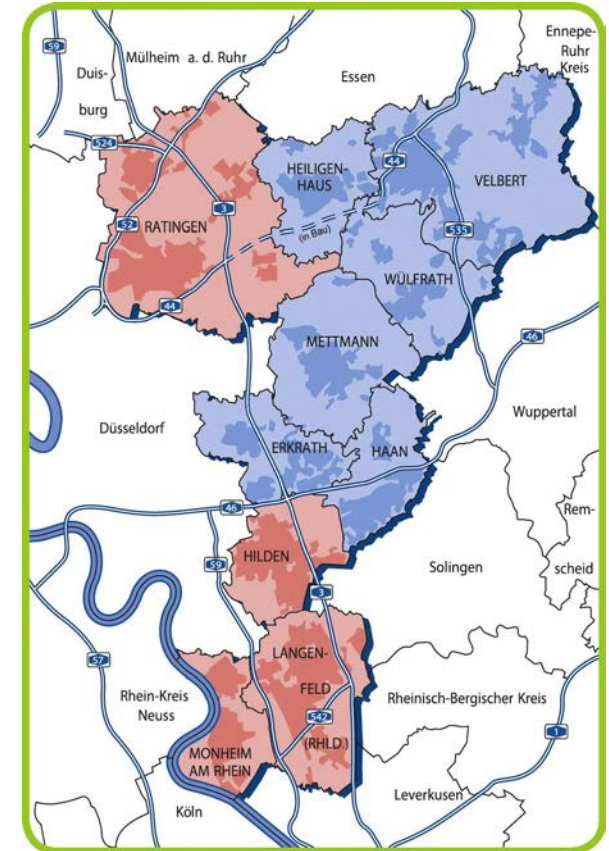 59
Mülheim a. d. Ruhr
Ennepe-
Ruhr
Kreis
Duis-
burg
Essen
524
HEILIGEN-
HAUS
44
VELBERT
3
52
RATINGEN
(in Bau)
535
WÜLFRATH
44
METTMANN
46
Wuppertal
Düsseldorf
ERKRATH
HAAN
46
Rem-
scheid
HILDEN
59
Solingen
3
57
LANGEN-
FELD
(RHLD.)
Rhein-Kreis
Neuss
Rheinisch-Bergischer Kreis
542
1
MONHEIM
AM RHEIN
Leverkusen
Köln